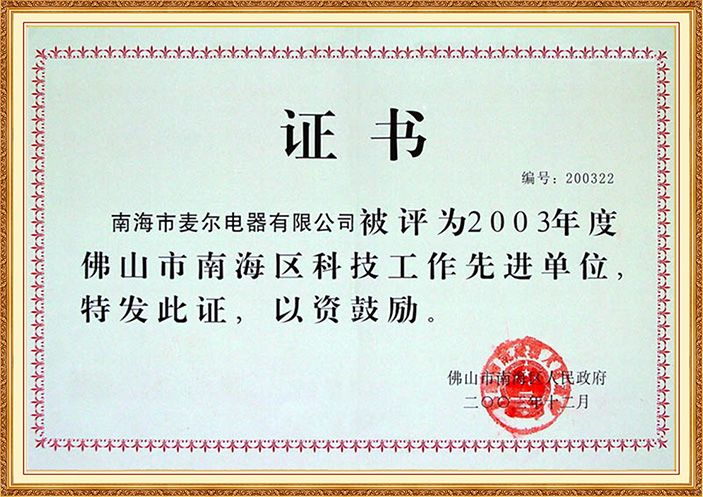 证书
编号：200322
南海市麦尔电器有限公司被评为2003年度
佛山市南海区科技工作先进单位，
特发此证，以资鼓励。
佛山市南海区人民政府
二〇〇三年十二月